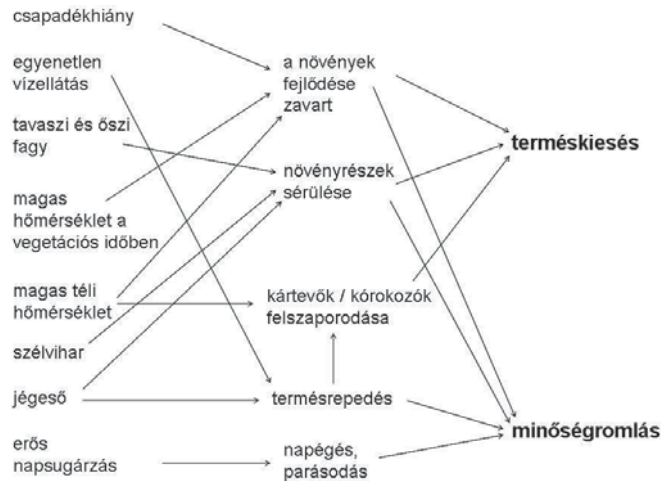 csapadékhiány
egyenetlen
vízellátás
tavaszi és őszi
fagy
magas
hőmérséklet a
vegetációs időben
magas téli
hőmérséklet
szélvihar
jégeső
erős
napsugárzás
a növények
fejlődése
zavart
növényrészek
sérülése
kártevők / kórokozók
felszaporodása
termésrepedés
napégés,
parásodás
terméskiesés
minőségromlás